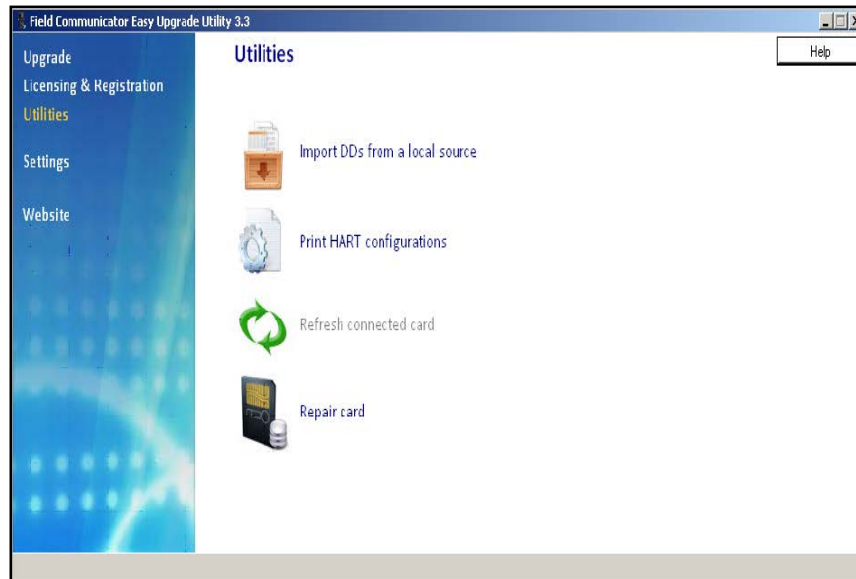 Field Communicator Easy Upgrade Utility 3.3
Upgrade
Licensing & Registration
Utilities
Settings
Website
Utilities
Help
Import DDs from a local source
Print HART configurations
Refresh connected card
Repair card